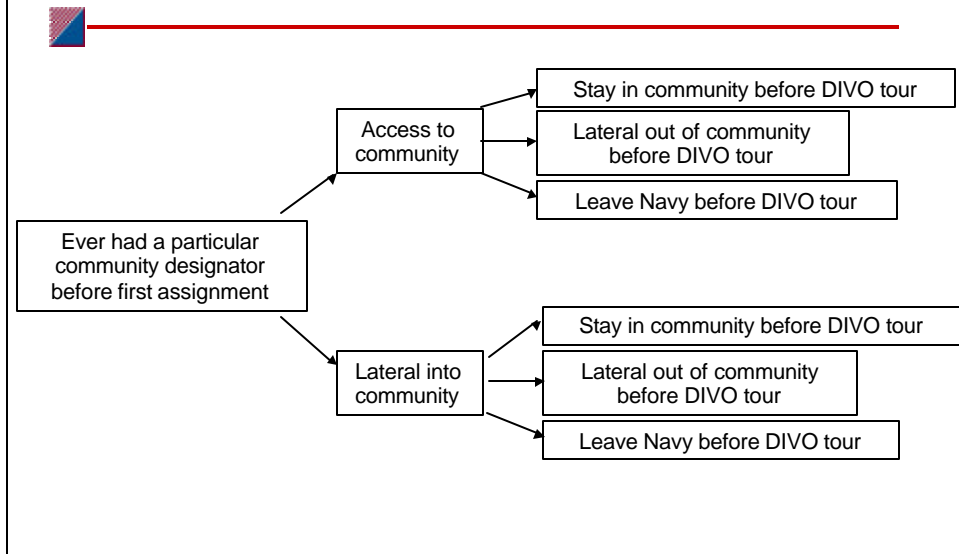 Ever had a particular
community designator
before first assignment
Access to
community
Stay in community before DIVO tour
Lateral out of community
before DIVO tour
Leave Navy before DIVO tour
Lateral into
community
Stay in community before DIVO tour
Lateral out of community
before DIVO tour
Leave Navy before DIVO tour